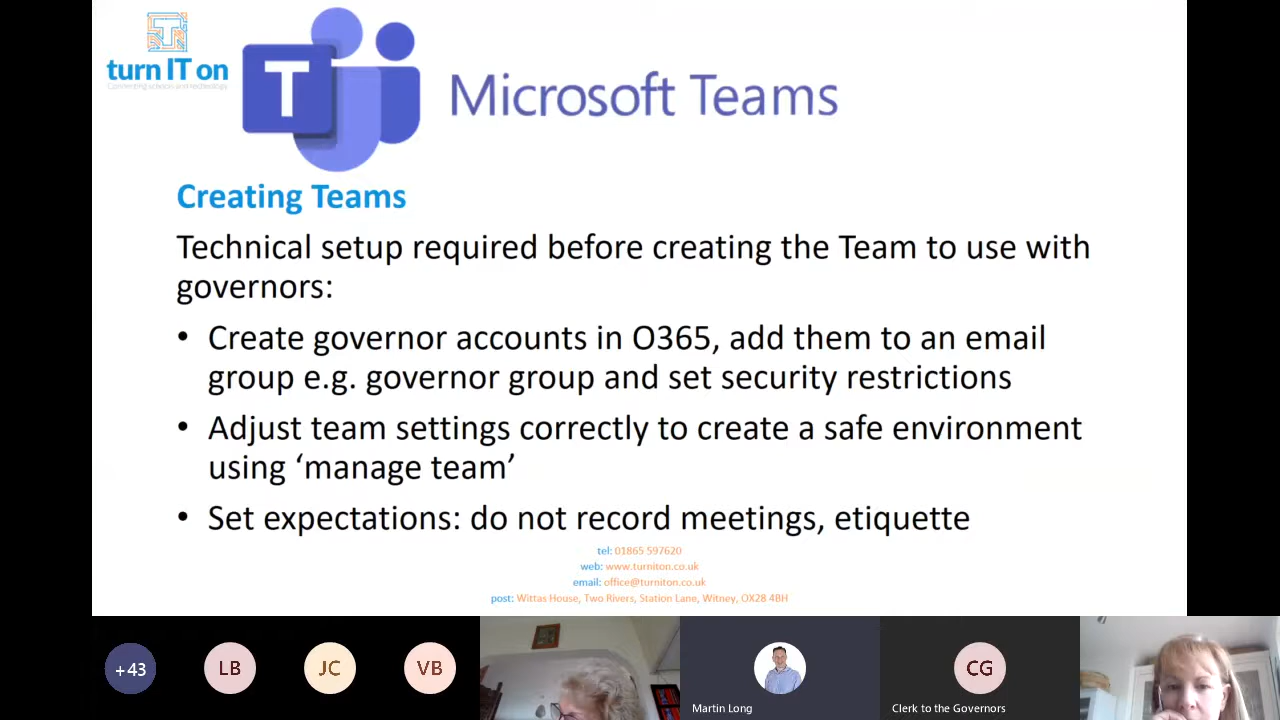 turn IT on
Connecting schools and technology
T
Microsoft Teams
Creating Teams
Technical setup required before creating the Team to use with
governors:
• Create governor accounts in O365, add them to an email
group e.g. governor group and set security restrictions
• Adjust team settings correctly to create a safe environment
using ‘manage team’
• Set expectations: do not record meetings, etiquette
tel: 01865 597620
web: www.turniton.co.uk
email: office@turniton.co.uk
post: Wittas House, Two Rivers, Station Lane, Witney, OX28 4BH
+43
LB
JC
VB
CG
Martin Long
Clerk to the Governors